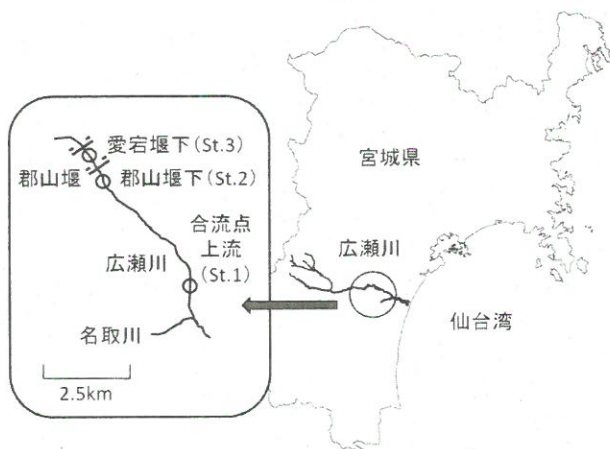 愛宕堰下(St.3)
郡山堰
郡山堰下(St.2)
合流点
上流
(St.1)
広瀬川
名取川
2.5km
宮城県
広瀬川
仙台湾